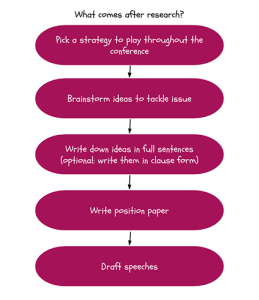 What comes after research?
Pick a strategy to play throughout the
conference
Brainstorm ideas to tackle issue
Write down ideas in full sentences
(optional: write them in clause form)
Write position paper
Draft speeches